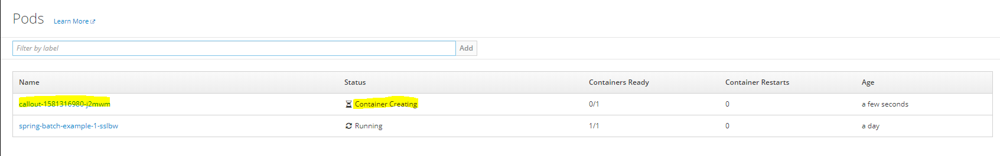 Pods Learn More
Filter by label Add
Name Status Containers Ready Container Restarts Age
callout-1581316980-j2mwm Container Creating 0/1 0 a few seconds
spring-batch-example-1-sslbw Running 1/1 0 a day